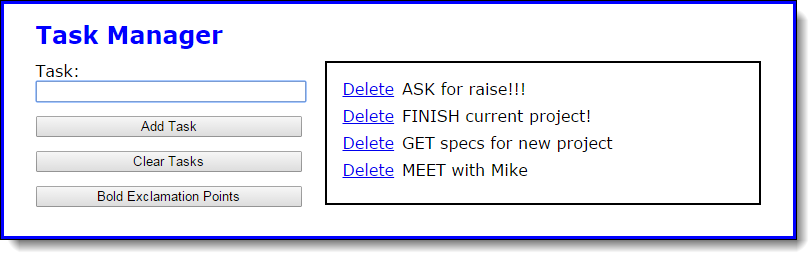 Task Manager
Task:
Add Task
Clear Tasks
Bold Exclamation Points
Delete ASK for raise!!!
Delete FINISH current project!
Delete GET specs for new project
Delete MEET with Mike